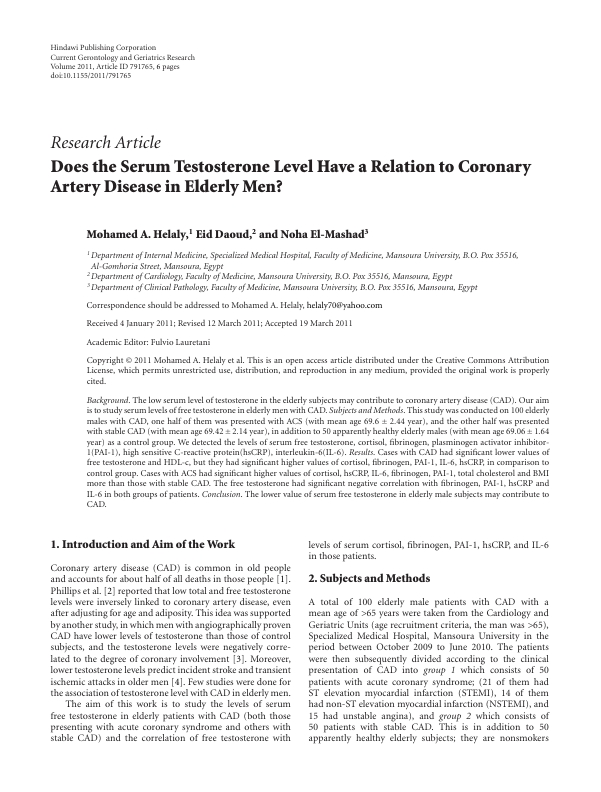 Hindawi Publishing Corporation
Current Gerontology and Geriatrics Research
Volume 2011, Article ID 791765, 6 pages
doi:10.1155/2011/791765
Research Article
Does the Serum Testosterone Level Have a Relation to Coronary
Artery Disease in Elderly Men?
Mohamed A. Helaly,1 Eid Daoud,2 and Noha El-Mashad3
1 Department of Internal Medicine, Specialized Medical Hospital, Faculty of Medicine, Mansoura University, B.O. Pox 35516,
Al-Gomhoria Street, Mansoura, Egypt
2 Department of Cardiology, Faculty of Medicine, Mansoura University, B.O. Pox 35516, Mansoura, Egypt
3 Department of Clinical Pathology, Faculty of Medicine, Mansoura University, B.O. Pox 35516, Mansoura, Egypt
Correspondence should be addressed to Mohamed A. Helaly, helaly70@yahoo.com
Received 4 January 2011; Revised 12 March 2011; Accepted 19 March 2011
Academic Editor: Fulvio Lauretani
Copyright © 2011 Mohamed A. Helaly et al. This is an open access article distributed under the Creative Commons Attribution
License, which permits unrestricted use, distribution, and reproduction in any medium, provided the original work is properly
cited.
Background. The low serum level of testosterone in the elderly subjects may contribute to coronary artery disease (CAD). Our aim
is to study serum levels of free testosterone in elderly men with CAD. Subjects and Methods. This study was conducted on 100 elderly
males with CAD, one half of them was presented with ACS (with mean age 69.6 ± 2.44 year), and the other half was presented
with stable CAD (with mean age 69.42 ± 2.14 year), in addition to 50 apparently healthy elderly males (with mean age 69.06 ± 1.64
year) as a control group. We detected the levels of serum free testosterone, cortisol, fibrinogen, plasminogen activator inhibitor-
1(PAI-1), high sensitive C-reactive protein(hsCRP), interleukin-6(IL-6). Results. Cases with CAD had significant lower values of
free testosterone and HDL-c, but they had significant higher values of cortisol, fibrinogen, PAI-1, IL-6, hsCRP, in comparison to
control group. Cases with ACS had significant higher values of cortisol, hsCRP, IL-6, fibrinogen, PAI-1, total cholesterol and BMI
more than those with stable CAD. The free testosterone had significant negative correlation with fibrinogen, PAI-1, hsCRP and
IL-6 in both groups of patients. Conclusion. The lower value of serum free testosterone in elderly male subjects may contribute to
CAD.
1. Introduction and Aim of the Work
Coronary artery disease (CAD) is common in old people
and accounts for about half of all deaths in those people [1].
Phillips et al. [2] reported that low total and free testosterone
levels were inversely linked to coronary artery disease, even
after adjusting for age and adiposity. This idea was supported
by another study, in which men with angiographically proven
CAD have lower levels of testosterone than those of control
subjects, and the testosterone levels were negatively corre-
lated to the degree of coronary involvement [3]. Moreover,
lower testosterone levels predict incident stroke and transient
ischemic attacks in older men [4]. Few studies were done for
the association of testosterone level with CAD in elderly men.
The aim of this work is to study the levels of serum
free testosterone in elderly patients with CAD (both those
presenting with acute coronary syndrome and others with
stable CAD) and the correlation of free testosterone with
levels of serum cortisol, fibrinogen, PAI-1, hsCRP, and IL-6
in those patients.
2. Subjects and Methods
A total of 100 elderly male patients with CAD with a
mean age of >65 years were taken from the Cardiology and
Geriatric Units (age recruitment criteria, the man was >65),
Specialized Medical Hospital, Mansoura University in the
period between October 2009 to June 2010. The patients
were then subsequently divided according to the clinical
presentation of CAD into group 1 which consists of 50
patients with acute coronary syndrome; (21 of them had
ST elevation myocardial infarction (STEMI), 14 of them
had non-ST elevation myocardial infarction (NSTEMI), and
15 had unstable angina), and group 2 which consists of
50 patients with stable CAD. This is in addition to 50
apparently healthy elderly subjects; they are nonsmokers